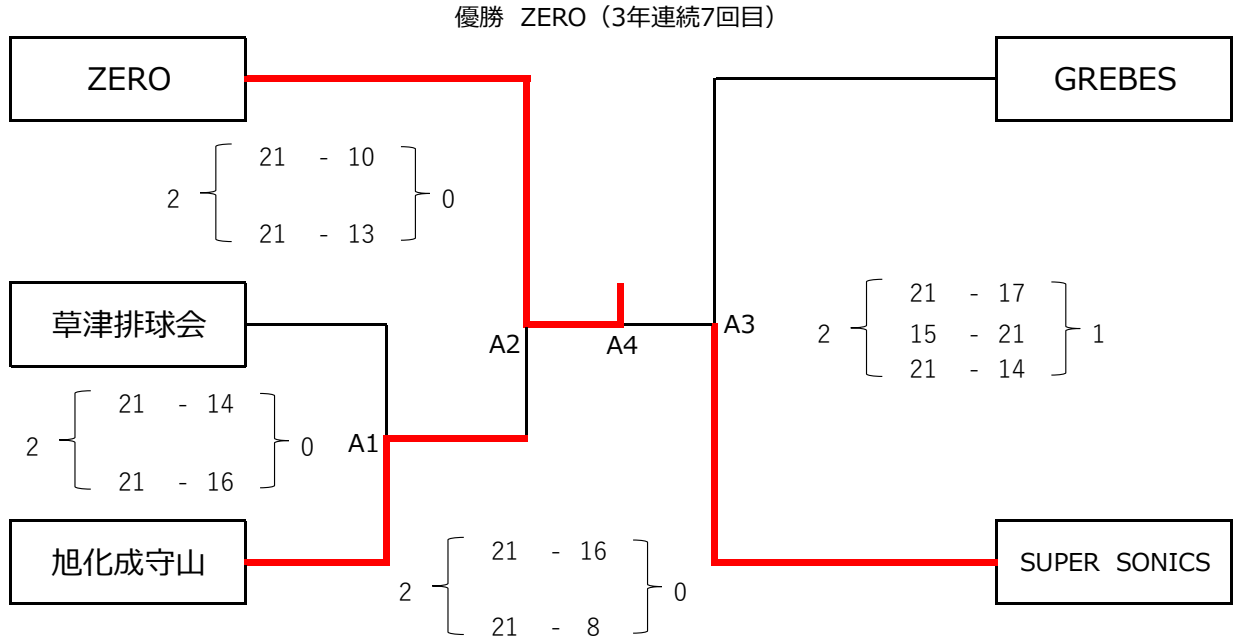 優勝 ZERO（3年連続7回目）
ZERO
GREBES
2 21 - 10 0
21 - 13
草津排球会
A2
A4
A3
2 21 - 17 1
15 - 21
21 - 14
2 21 - 14 0
21 - 16
A1
旭化成守山
SUPER SONICS
2 21 - 16 0
21 - 8